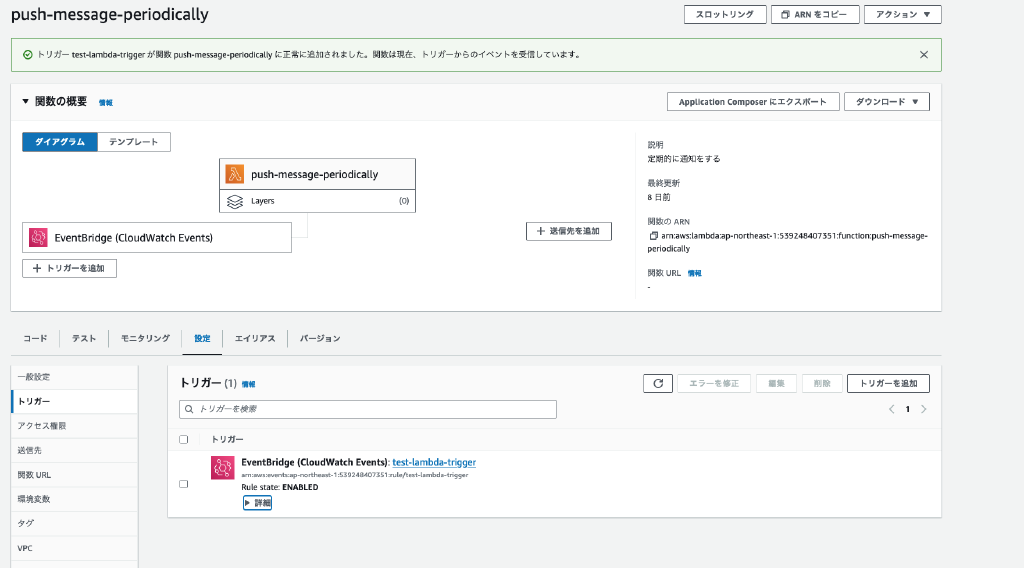 push-message-periodically
スロットリング
ARN をコピー
アクション ▼
トリガー test-lambda-trigger が関数 push-message-periodically に正常に追加されました。関数は現在、トリガーからのイベントを受信しています。
▼ 関数の概要 情報
Application Composer にエクスポート
ダウンロード ▼
ダイアグラム
テンプレート
push-message-periodically
Layers (0)
EventBridge (CloudWatch Events)
+ トリガーを追加
+ 送信先を追加
説明
定期的に通知をする
最終更新
8 日前
関数の ARN
arn:aws:lambda:ap-northeast-1:539248407351:function:push-message-
periodically
関数 URL 情報
-
コード
テスト
モニタリング
設定
エイリアス
バージョン
一般設定
トリガー
アクセス権限
送信先
関数 URL
環境変数
タグ
VPC
トリガー (1) 情報
エラーを修正
編集
削除
トリガーを追加
トリガーを検索
1
トリガー
EventBridge (CloudWatch Events): test-lambda-trigger
arn:aws:events:ap-northeast-1:539248407351:rule/test-lambda-trigger
Rule state: ENABLED
▶ 詳細